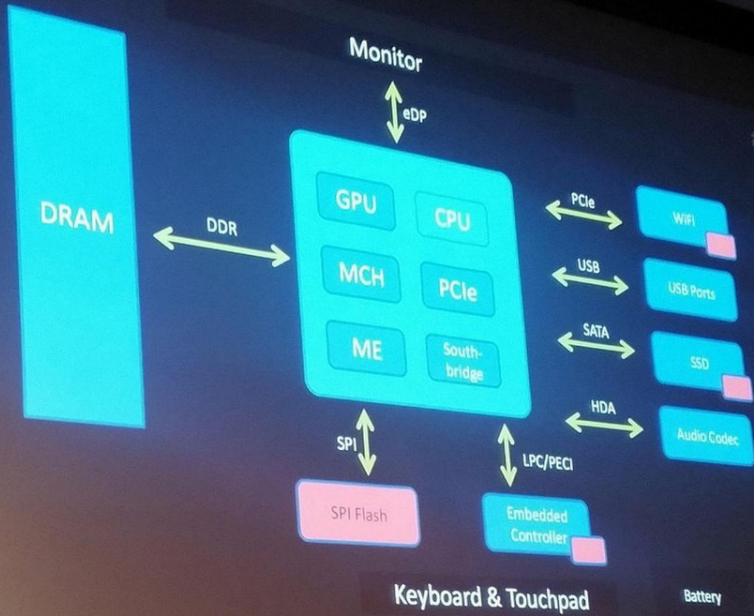 Monitor
eDP
DRAM
DDR
GPU
CPU
MCH
PCIe
ME
South-
bridge
PCIe
WiFi
USB
USB Ports
SATA
SSD
HDA
Audio Codec
SPI
LPC/PECI
SPI Flash
Embedded
Controller
Keyboard & Touchpad
Battery